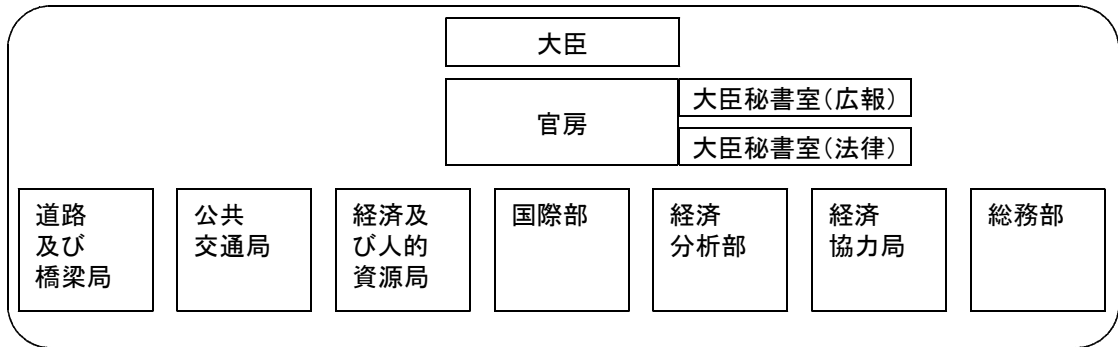 大臣
官房
大臣秘書室(広報)
大臣秘書室(法律)
道路
及び
橋梁局
公共
交通局
経済及
び人的
資源局
国際部
経済
分析部
経済
協力局
総務部